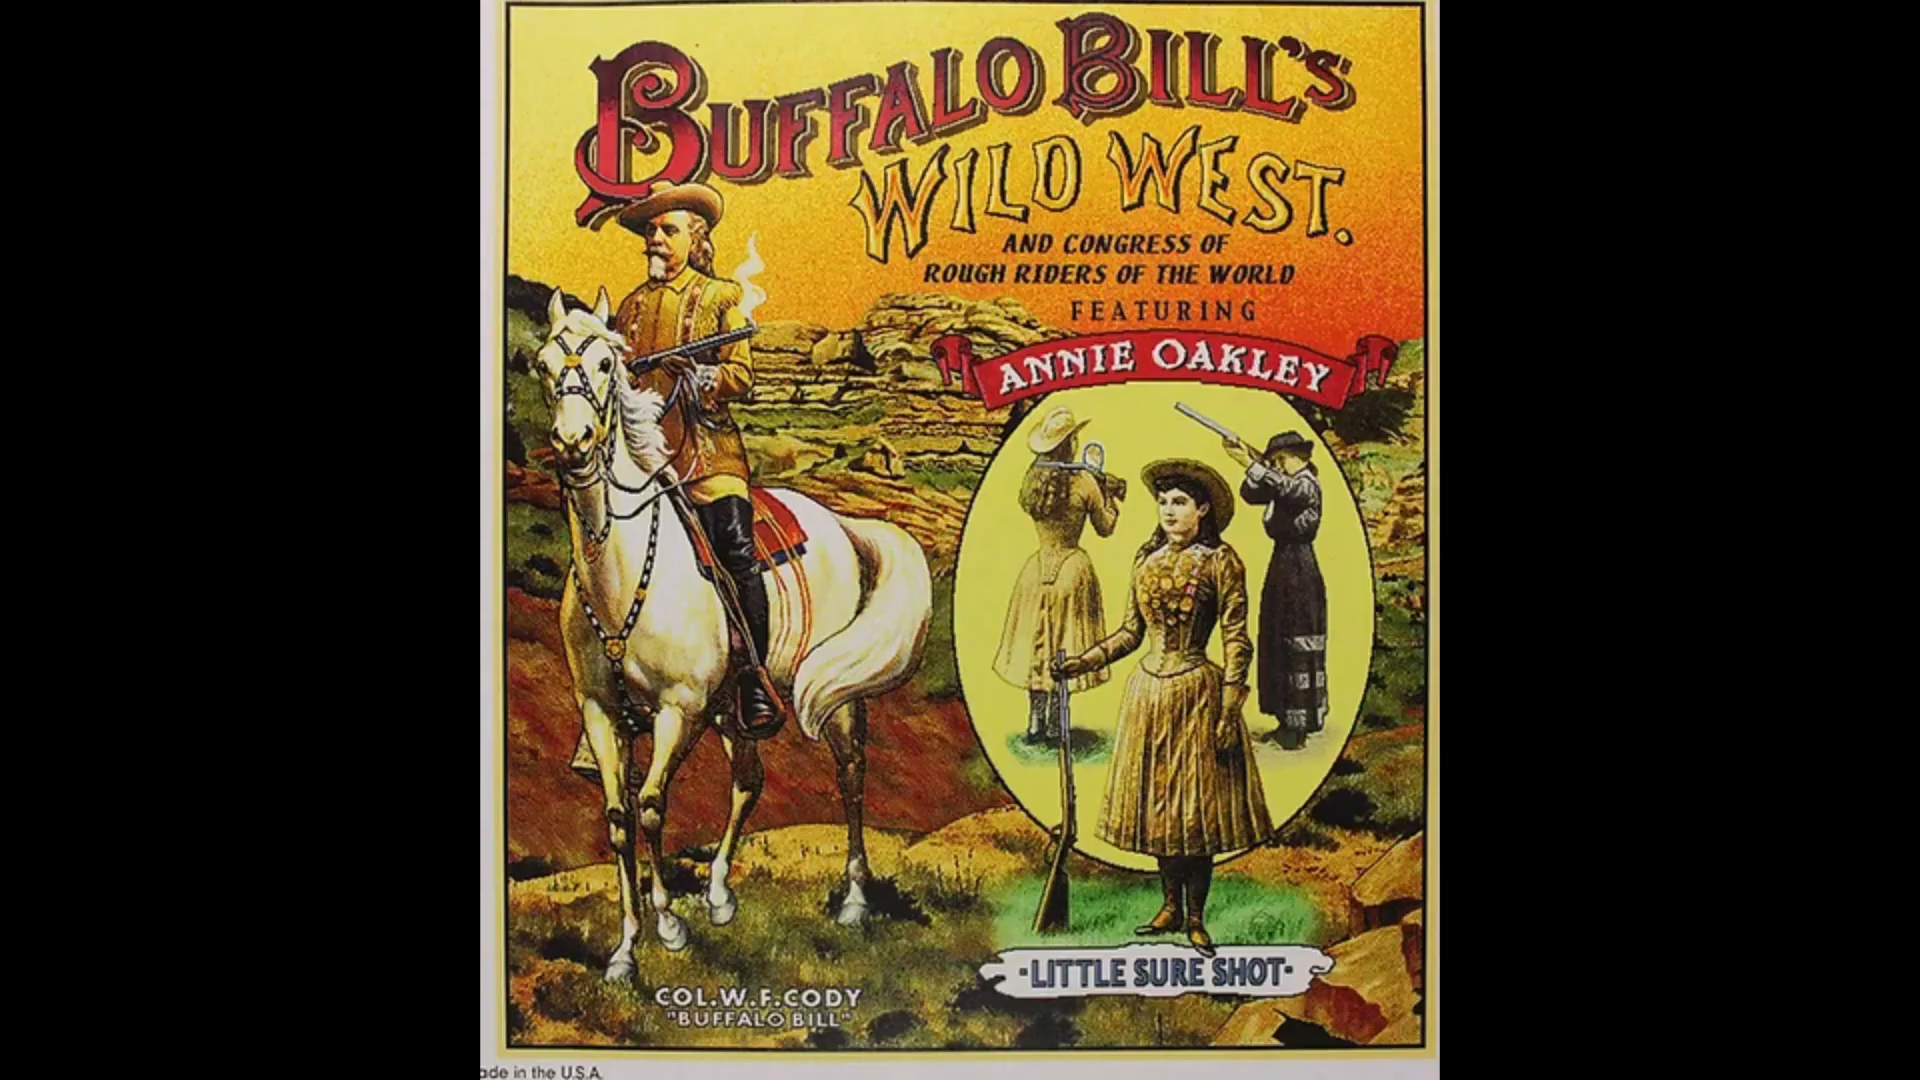 BUFFALO BILL'S
WILD WEST.
AND CONGRESS OF
ROUGH RIDERS OF THE WORLD
FEATURING
ANNIE OAKLEY
·LITTLE SURE SHOT·
COL.W.F.CODY
"BUFFALO BILL"
ade in the U.S.A.